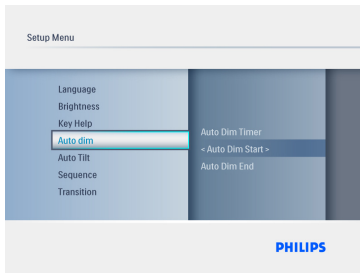 Setup Menu
Language
Brightness
Key Help
Auto dim
Auto Tilt
Sequence
Transition
Auto Dim Timer
< Auto Dim Start >
Auto Dim End
PHILIPS